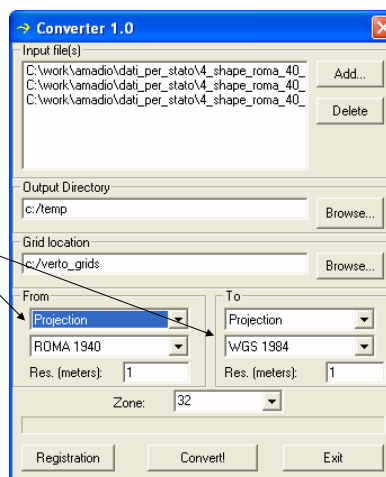 Converter 1.0
Input file(s)
C:\work\amadio\dati_per_stato\4_shape_roma_40_
C:\work\amadio\dati_per_stato\4_shape_roma_40_
C:\work\amadio\dati_per_stato\4_shape_roma_40_
Add...
Delete
Output Directory
c:/temp
Browse...
Grid location
c:/verto_grids
Browse...
From
To
Projection
Projection
ROMA 1940
WGS 1984
Res. (meters): 1
Res. (meters): 1
Zone: 32
Registration
Convert!
Exit